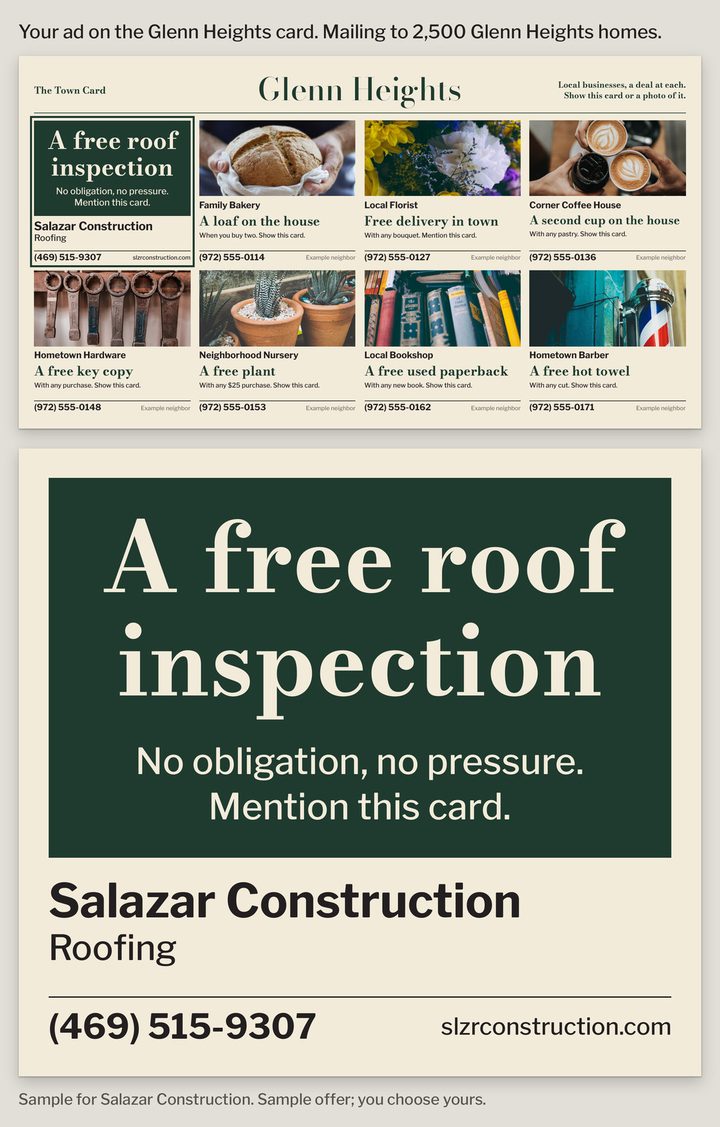 Your ad on the Glenn Heights card. Mailing to 2,500 Glenn Heights homes.
The Town Card
Glenn Heights
Local businesses, a deal at each.
Show this card or a photo of it.
A free roof
inspection
No obligation, no pressure.
Mention this card.
Salazar Construction
Roofing
(469) 515-9307
slzrconstruction.com
Family Bakery
A loaf on the house
When you buy two. Show this card.
(972) 555-0114
Example neighbor
Local Florist
Free delivery in town
With any bouquet. Mention this card.
(972) 555-0127
Example neighbor
Corner Coffee House
A second cup on the house
With any pastry. Show this card.
(972) 555-0136
Example neighbor
Hometown Hardware
A free key copy
With any purchase. Show this card.
(972) 555-0148
Example neighbor
Neighborhood Nursery
A free plant
With any $25 purchase. Show this card.
(972) 555-0153
Example neighbor
Local Bookshop
A free used paperback
With any new book. Show this card.
(972) 555-0162
Example neighbor
Hometown Barber
A free hot towel
With any cut. Show this card.
(972) 555-0171
Example neighbor
A free roof
inspection
No obligation, no pressure.
Mention this card.
Salazar Construction
Roofing
(469) 515-9307
slzrconstruction.com
Sample for Salazar Construction. Sample offer; you choose yours.